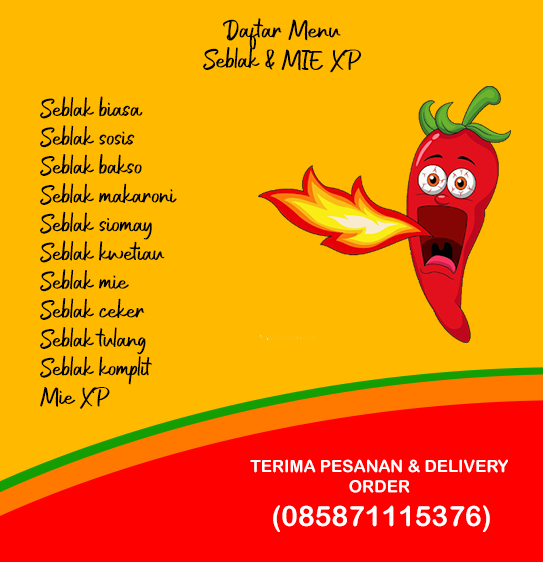 Daftar Menu
Seblak & MIE XP
Seblak biasa
Seblak sosis
Seblak bakso
Seblak makaroni
Seblak siomay
Seblak kwetiau
Seblak mie
Seblak ceker
Seblak tulang
Seblak komplit
Mie XP
TERIMA PESANAN & DELIVERY
ORDER
(085871115376)